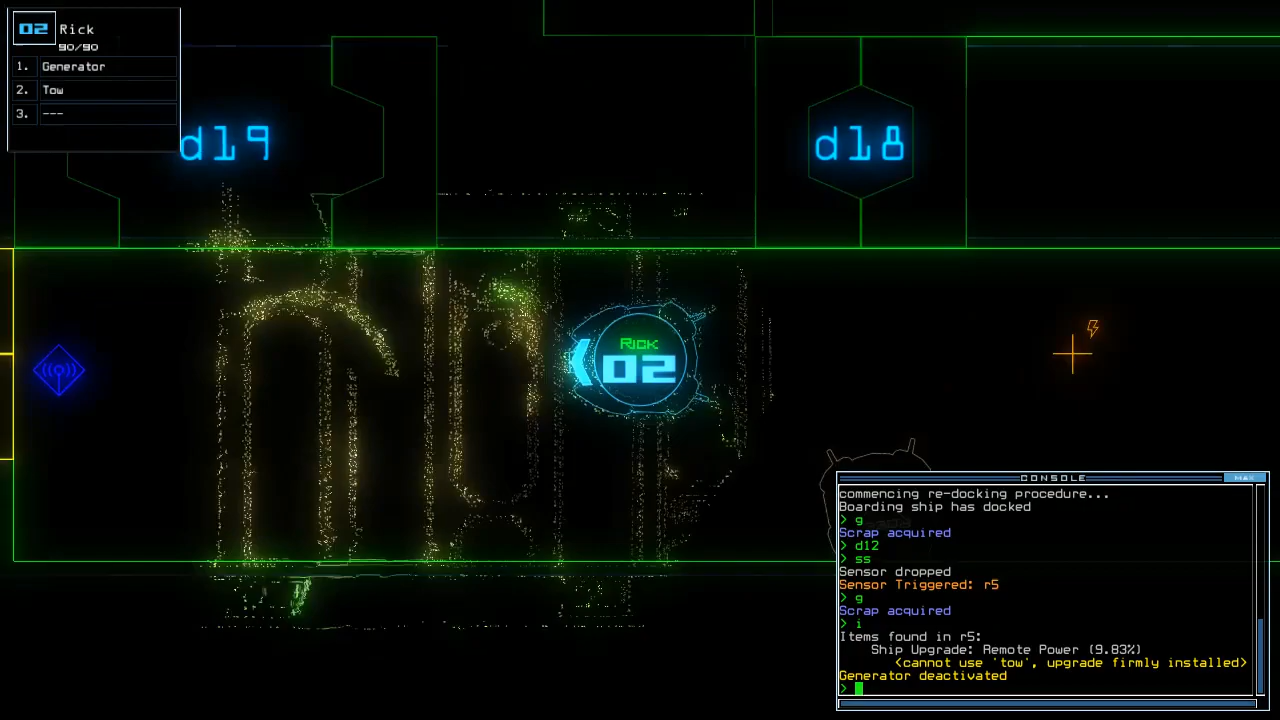 02 Rick
90/90
1. Generator
2. Tow
3. ---
d19
d18
Rick
02
CONSOLE
MAX
commencing re-docking procedure...
Boarding ship has docked
> g
Scrap acquired
> d12
> ss
Sensor dropped
Sensor Triggered: r5
> g
Scrap acquired
> i
Items found in r5:
Ship Upgrade: Remote Power (9.83%)
<cannot use 'tow', upgrade firmly installed>
Generator deactivated
>